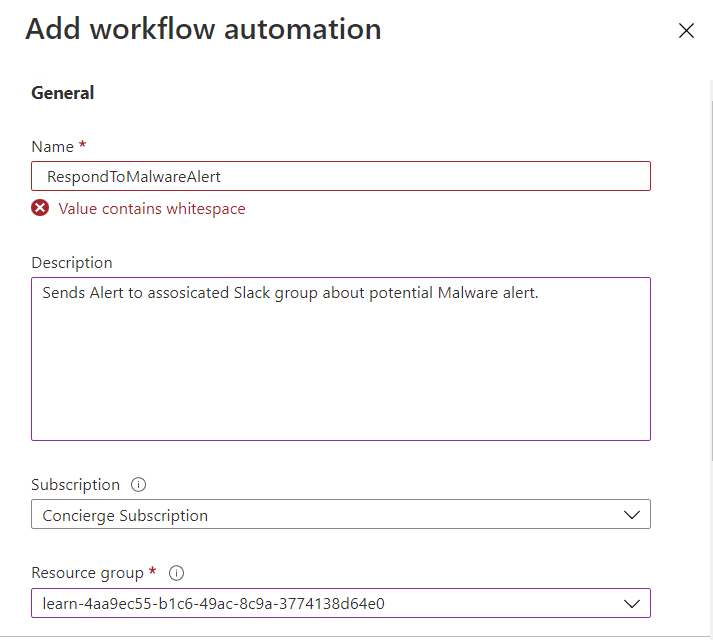 Add workflow automation
General
Name *
RespondToMalwareAlert
Value contains whitespace
Description
Sends Alert to assosicated Slack group about potential Malware alert.
Subscription
Concierge Subscription
Resource group *
learn-4aa9ec55-b1c6-49ac-8c9a-3774138d64e0